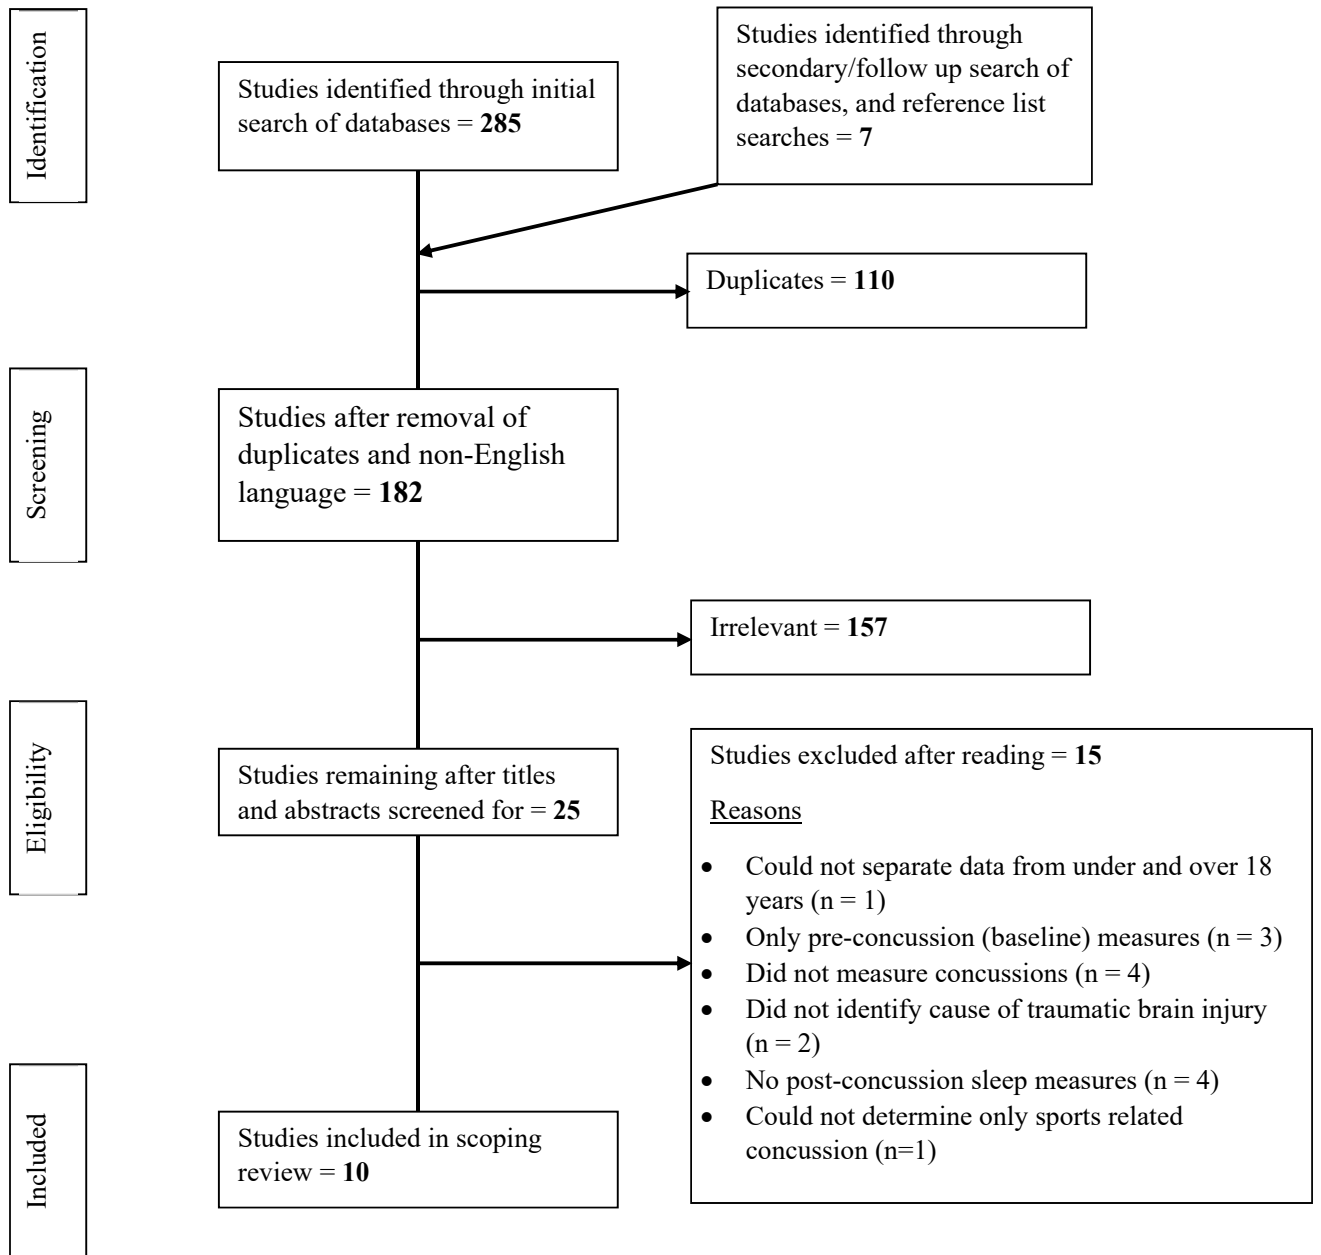 Identification
Studies identified through initial
search of databases = 285
Studies identified through
secondary/follow up search of
databases, and reference list
searches = 7
Duplicates = 110
Screening
Studies after removal of
duplicates and non-English
language = 182
Irrelevant = 157
Eligibility
Studies remaining after titles
and abstracts screened for = 25
Studies excluded after reading = 15
Reasons
• Could not separate data from under and over 18
years (n = 1)
• Only pre-concussion (baseline) measures (n = 3)
• Did not measure concussions (n = 4)
• Did not identify cause of traumatic brain injury
(n = 2)
• No post-concussion sleep measures (n = 4)
• Could not determine only sports related
concussion (n=1)
Included
Studies included in scoping
review = 10